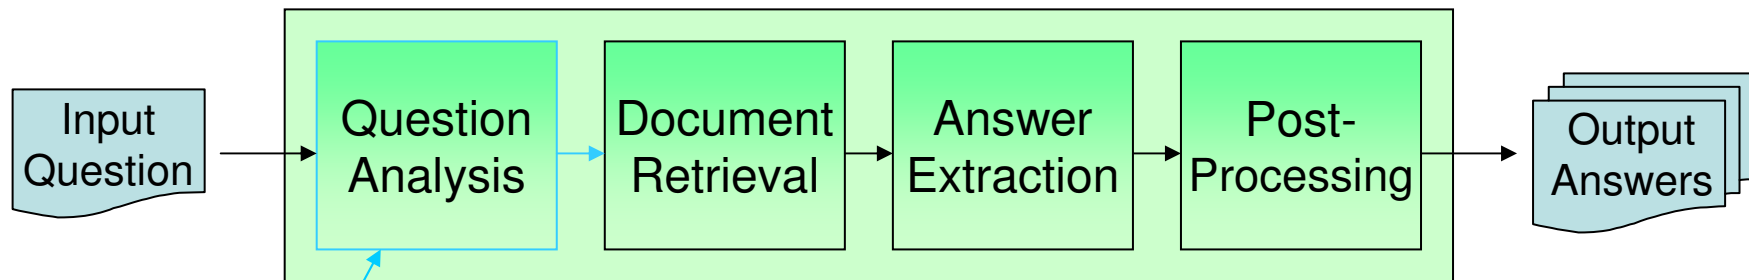 Input
Question
Question
Analysis
Document
Retrieval
Answer
Extraction
Post-
Processing
Output
Answers